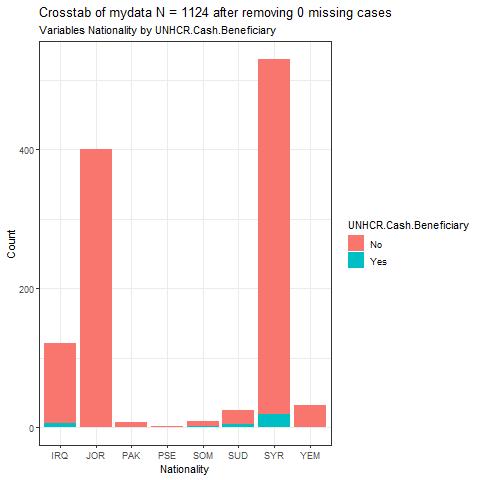 Crosstab of mydata N = 1124 after removing 0 missing cases
Variables Nationality by UNHCR.Cash.Beneficiary
400
200
0
Count
IRQ JOR PAK PSE SOM SUD SYR YEM
Nationality
UNHCR.Cash.Beneficiary
No
Yes